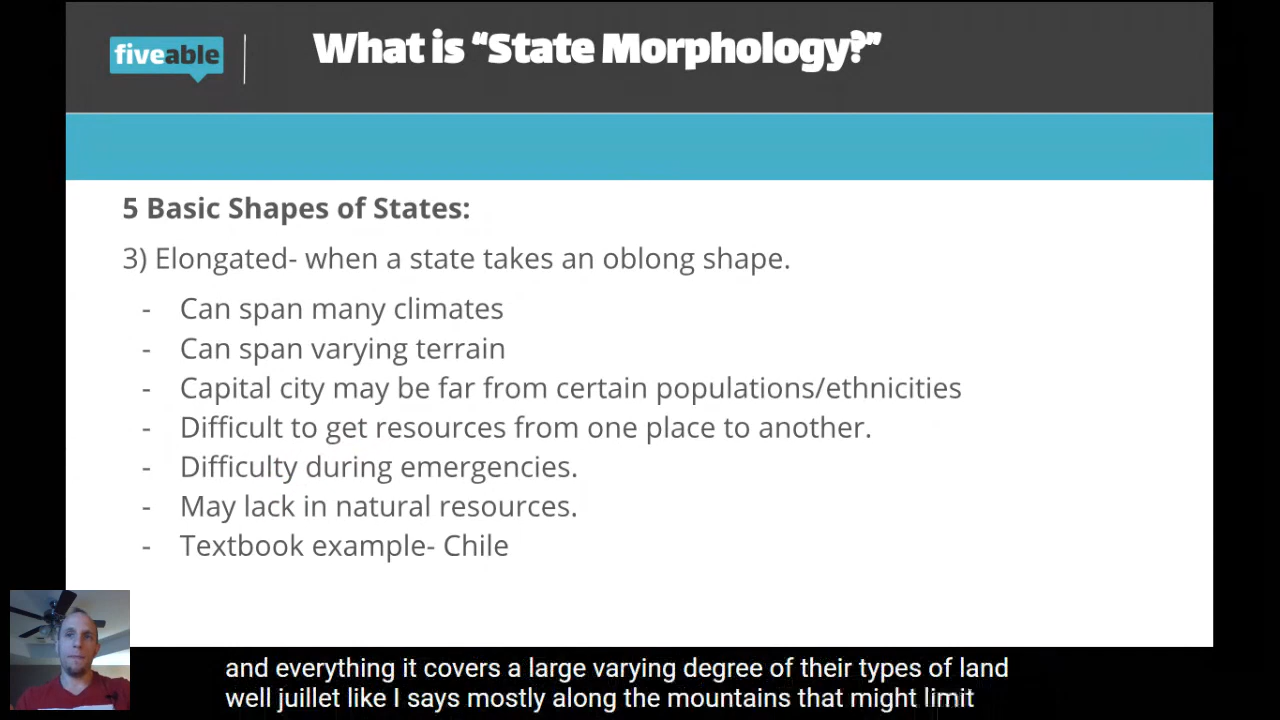 fiveable
What is “State Morphology?”
5 Basic Shapes of States:
3) Elongated- when a state takes an oblong shape.
- Can span many climates
- Can span varying terrain
- Capital city may be far from certain populations/ethnicities
- Difficult to get resources from one place to another.
- Difficulty during emergencies.
- May lack in natural resources.
- Textbook example- Chile
and everything it covers a large varying degree of their types of land
well juillet like I says mostly along the mountains that might limit